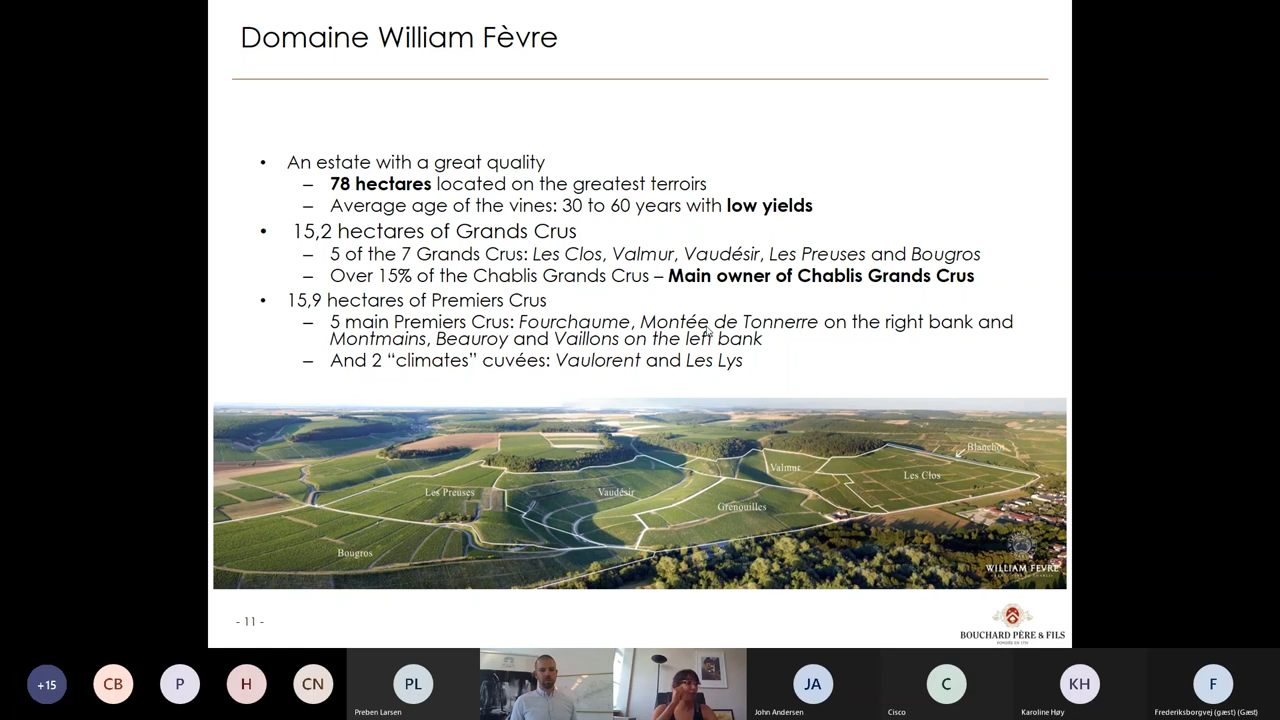 Domaine William Fèvre
• An estate with a great quality
– 78 hectares located on the greatest terroirs
– Average age of the vines: 30 to 60 years with low yields
• 15,2 hectares of Grands Crus
– 5 of the 7 Grands Crus: Les Clos, Valmur, Vaudésir, Les Preuses and Bougros
– Over 15% of the Chablis Grands Crus – Main owner of Chablis Grands Crus
• 15,9 hectares of Premiers Crus
– 5 main Premiers Crus: Fourchaume, Montée de Tonnerre on the right bank and
Montmains, Beauroy and Vaillons on the left bank
– And 2 “climates” cuvées: Vaulorent and Les Lys
Blanchot
Valmur
Les Clos
Les Preuses
Vaudésir
Grenouilles
Bougros
WILLIAM FEVRE
- 11 -
BOUCHARD PÈRE & FILS
+15
CB
P
H
CN
PL
JA
C
KH
F
Preben Larsen
John Andersen
Cisco
Karoline Høy
Frederiksborgvej (gæst) (Gæst)